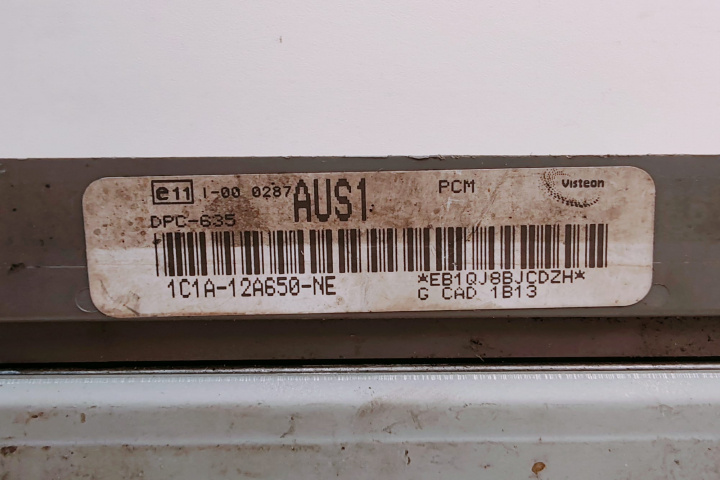 e11 I-00 0287 AUS1 PCM Visteon
DPC-635
1C1A-12A650-NE *EB1QJ8BJCDZH*
G CAD 1B13